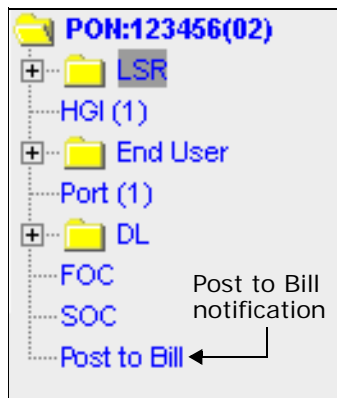 PON:123456(02)
LSR
HGI (1)
End User
Port (1)
DL
FOC
SOC
Post to Bill
Post to Bill
notification